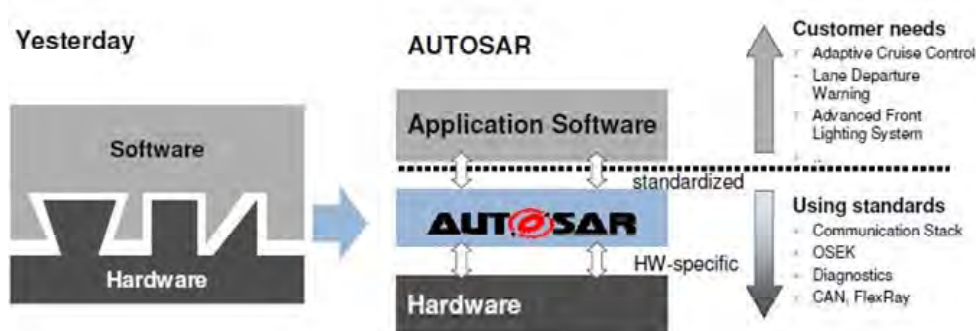 Yesterday
Software
Hardware
AUTOSAR
Application Software
standardized
AUTOSAR
HW-specific
Hardware
Customer needs
Adaptive Cruise Control
Lane Departure
Warning
Advanced Front
Lighting System
...
Using standards
Communication Stack
OSEK
Diagnostics
CAN, FlexRay